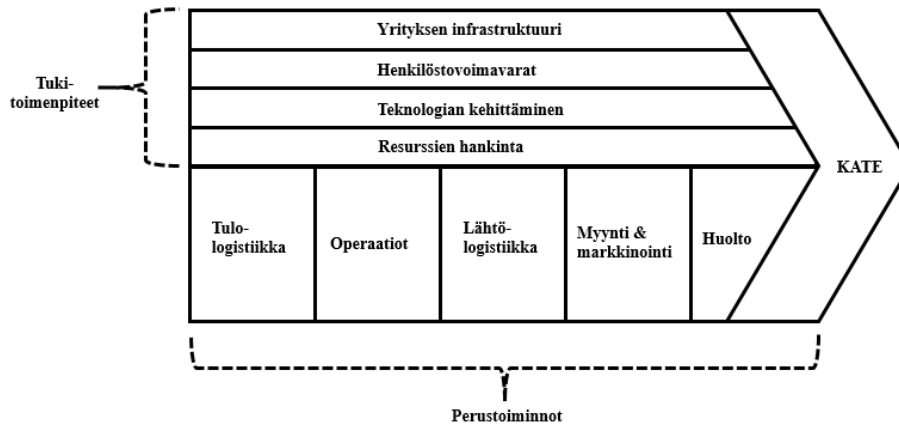 Yrityksen infrastruktuuri
Henkilöstovoimavarat
Teknologian kehittäminen
Resurssien hankinta
Tuki-
toimenpiteet
KATE
Tulo-
logistiikka
Operaatiot
Lähtö-
logistiikka
Myynti &
markkinointi
Huolto
Perustoiminnot